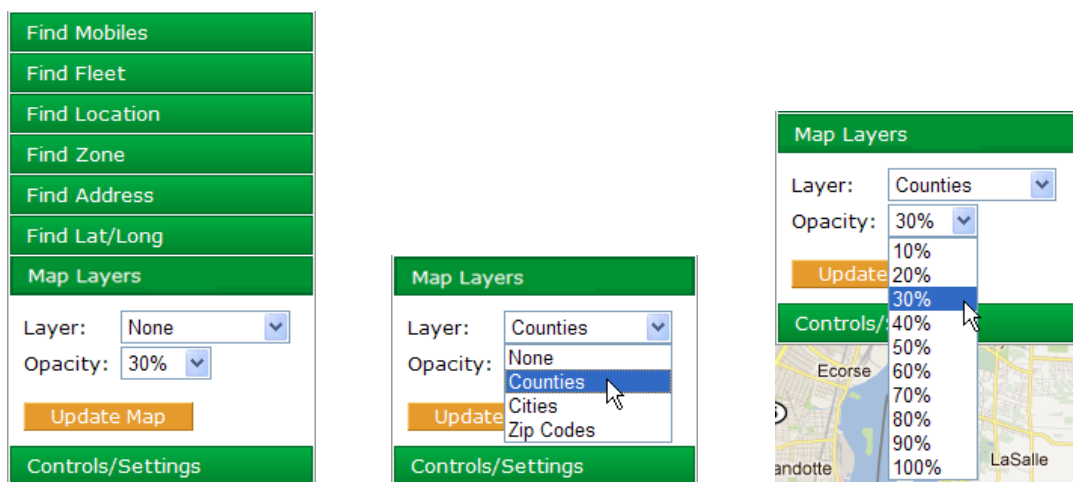 Find Mobiles
Find Fleet
Find Location
Find Zone
Find Address
Find Lat/Long
Map Layers
Layer: None
Opacity: 30%
Update Map
Controls/Settings
Map Layers
Layer: Counties
Opacity:
None
Counties
Cities
Zip Codes
Update
Controls/Settings
Map Layers
Layer: Counties
Opacity: 30%
10%
20%
30%
40%
50%
60%
70%
80%
90%
100%
Update
Controls/
Ecorse
andotte
LaSalle